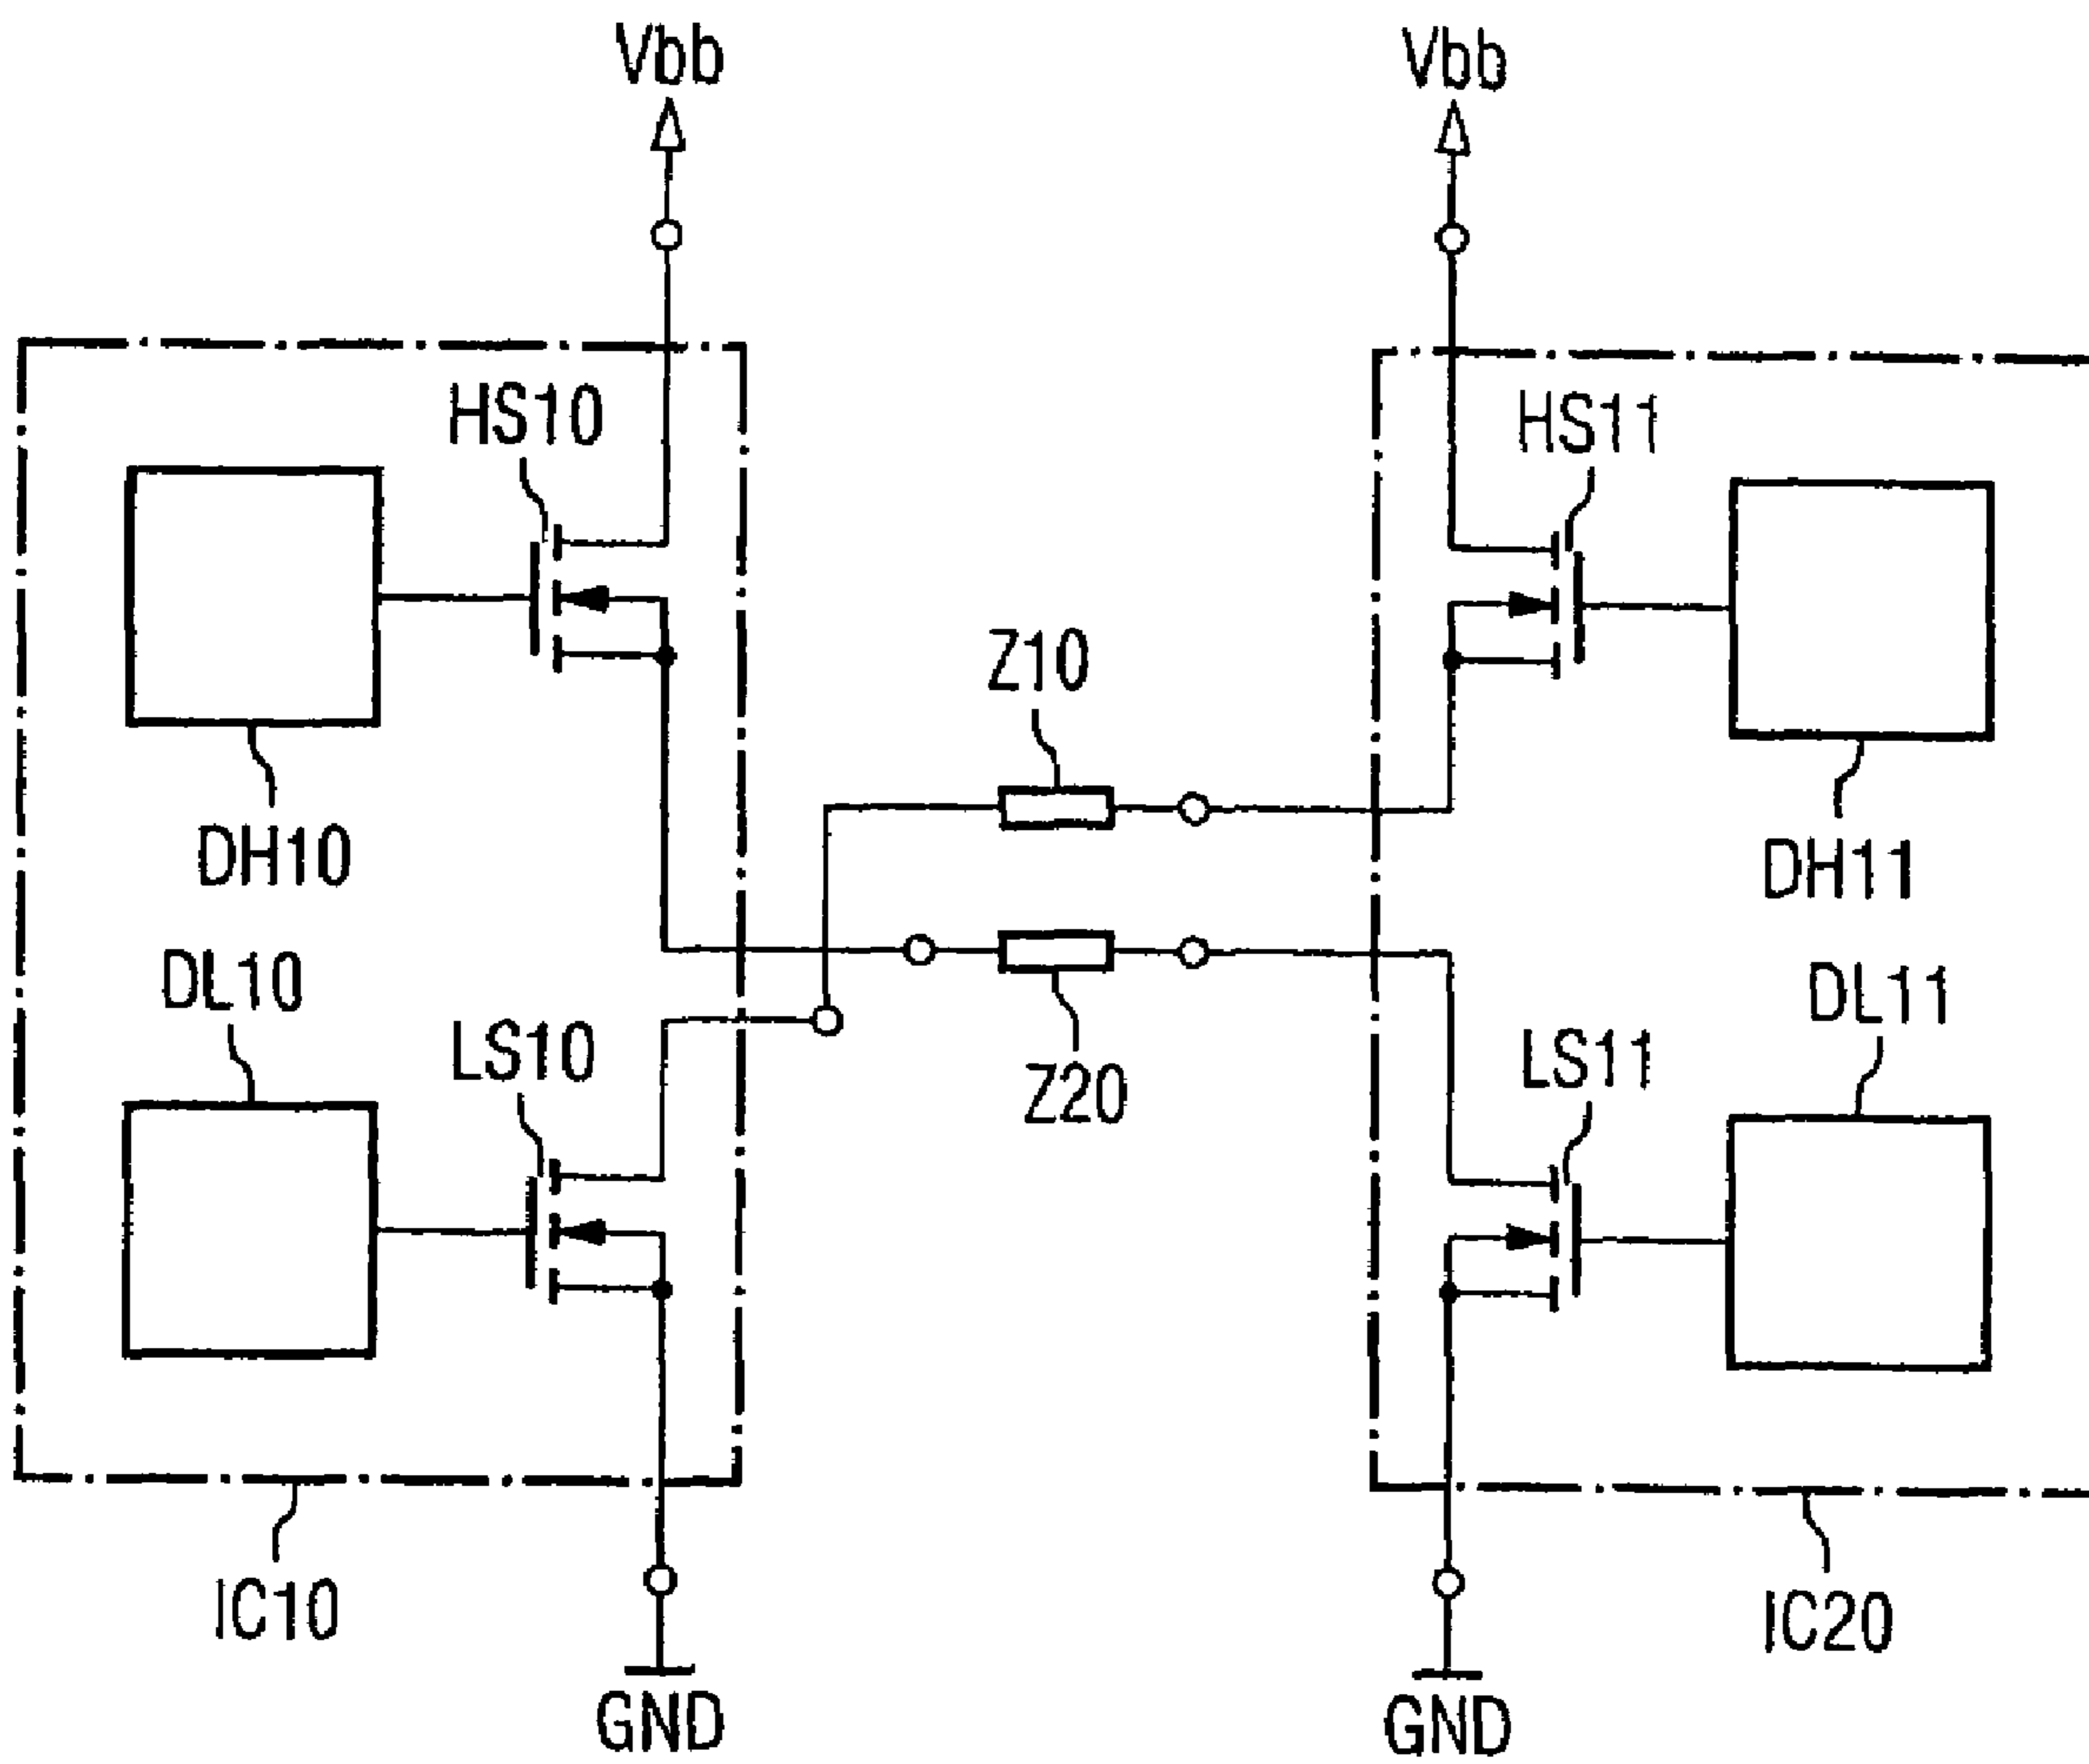 Vbb
Vbb
HS10
HS11
Z10
DH10
DH11
DL10
DL11
LS10
LS11
Z20
IC10
IC20
GND
GND